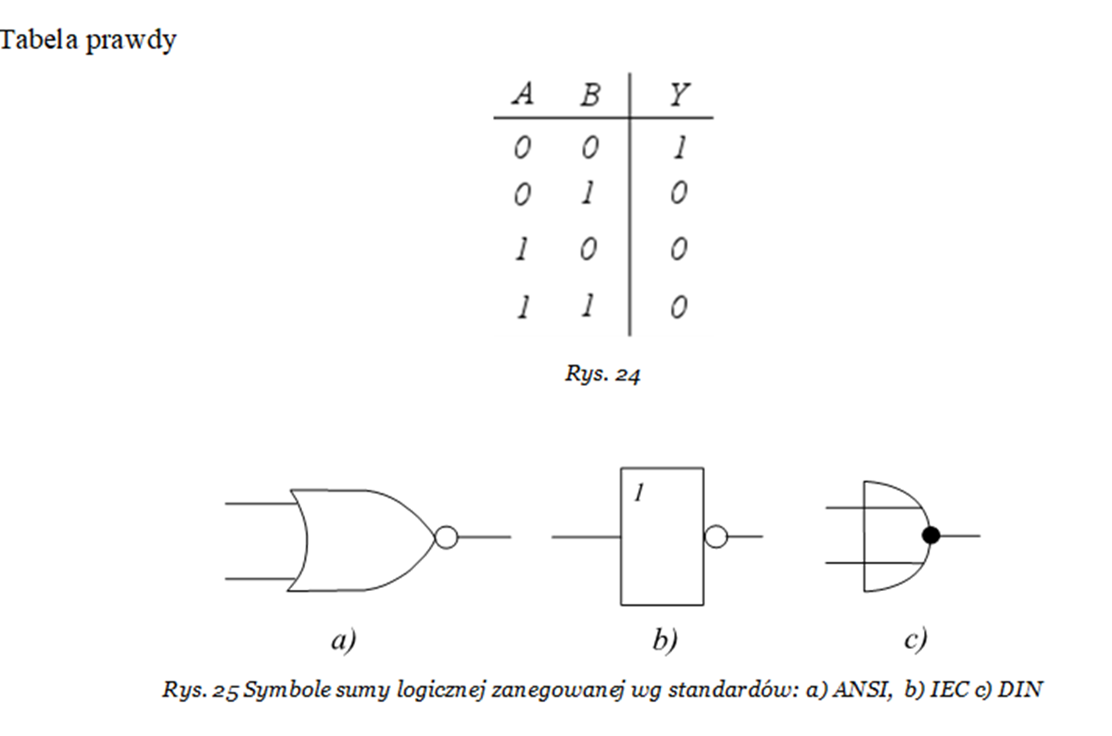 Tabela prawdy
A B Y
0 0 1
0 1 0
1 0 0
1 1 0
Rys. 24
1
a) b) c)
Rys. 25 Symbole sumy logicznej zanegowanej wg standardów: a) ANSI, b) IEC c) DIN